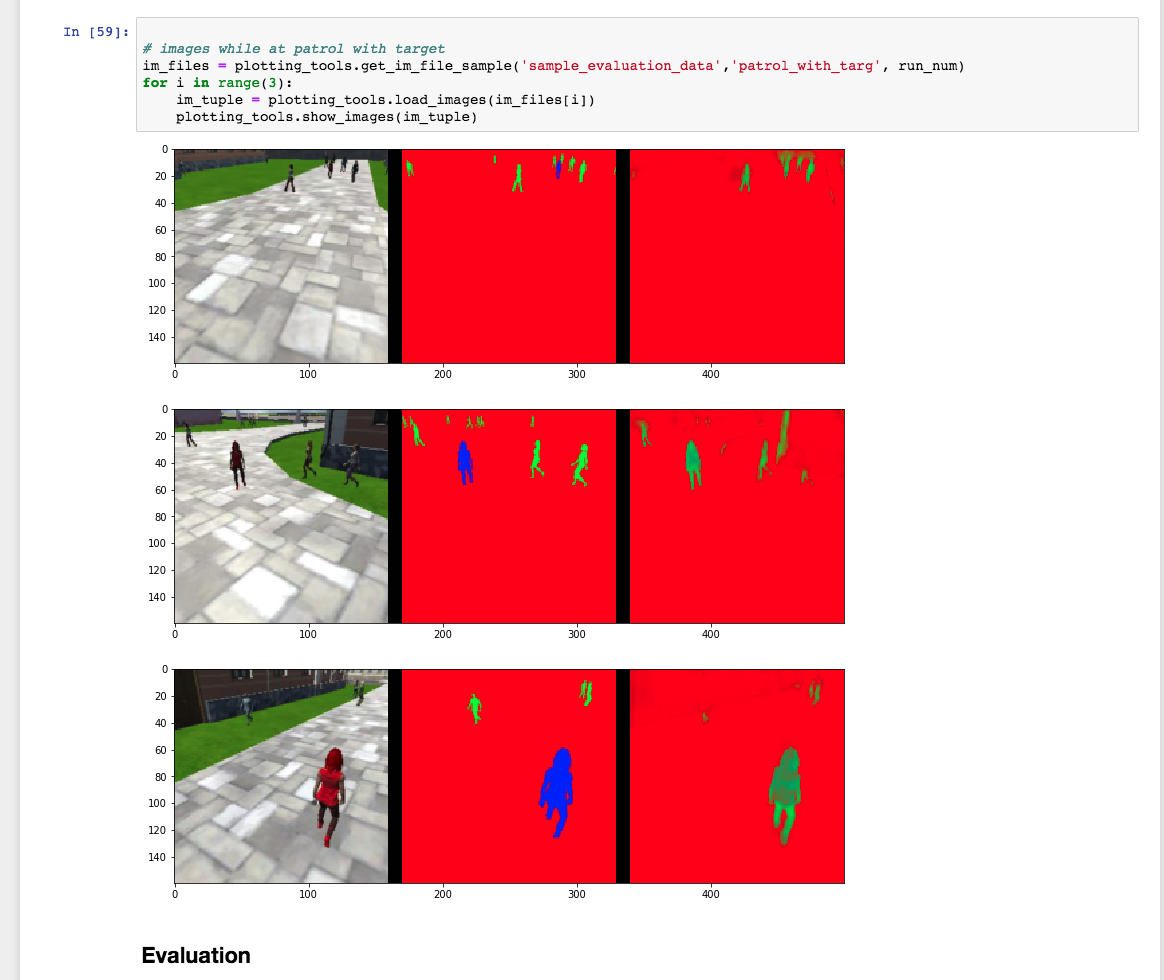 In [59]:
# images while at patrol with target
im_files = plotting_tools.get_im_file_sample('sample_evaluation_data','patrol_with_targ', run_num)
for i in range(3):
    im_tuple = plotting_tools.load_images(im_files[i])
    plotting_tools.show_images(im_tuple)
0
20
40
60
80
100
120
140
0 100 200 300 400
0
20
40
60
80
100
120
140
0 100 200 300 400
0
20
40
60
80
100
120
140
0 100 200 300 400
Evaluation